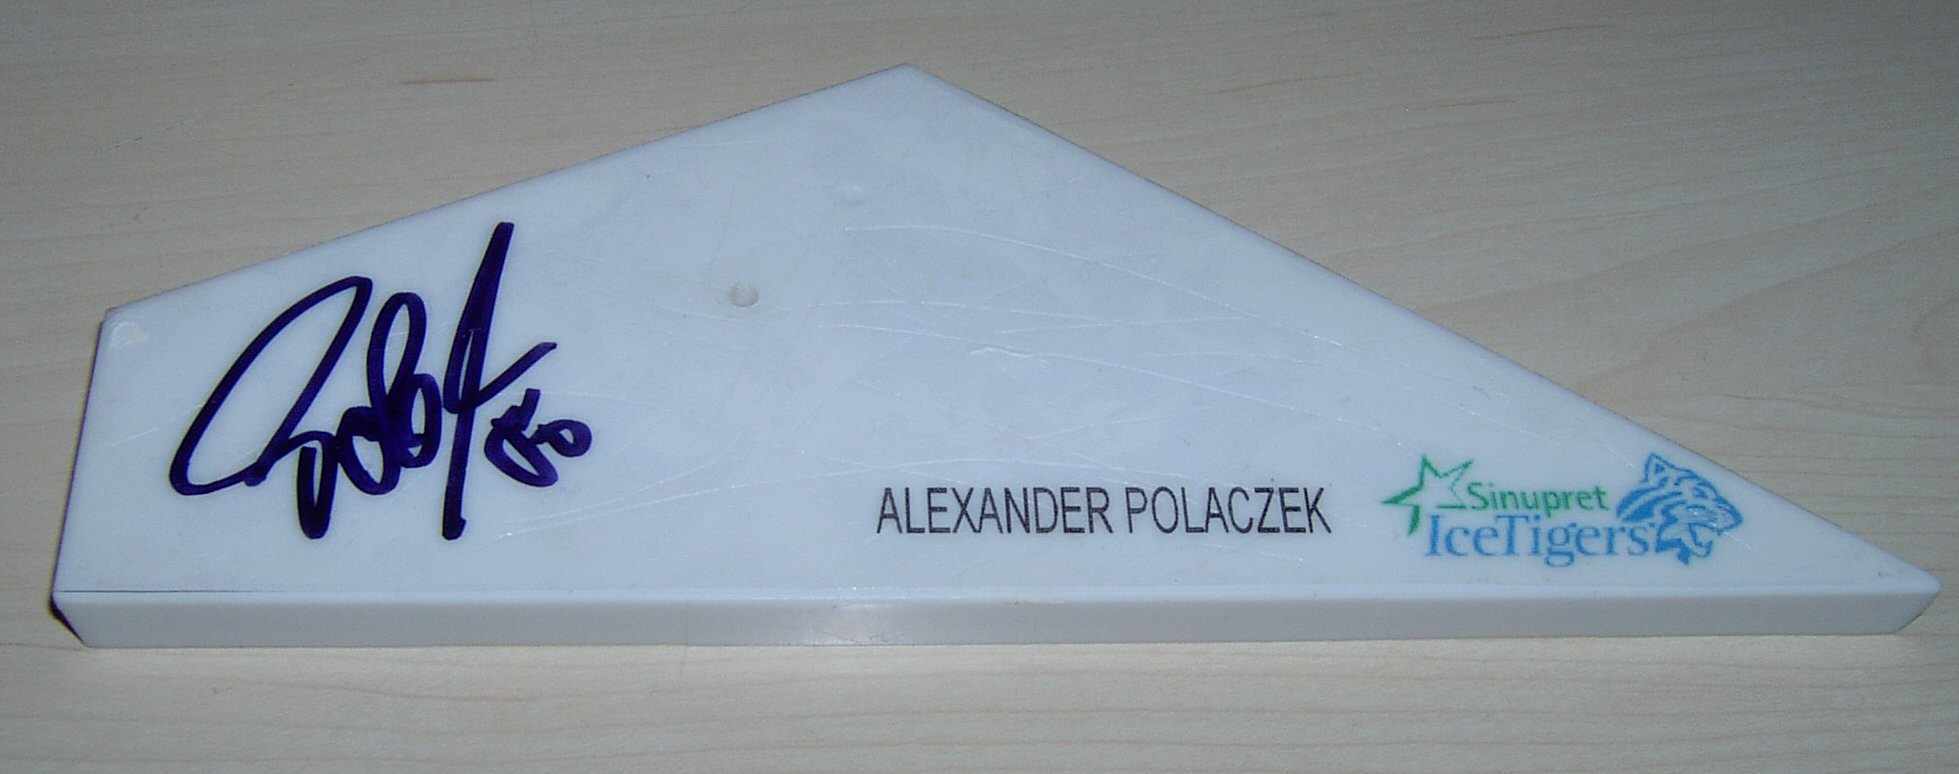 ALEXANDER POLACZEK
Sinupret
IceTigers